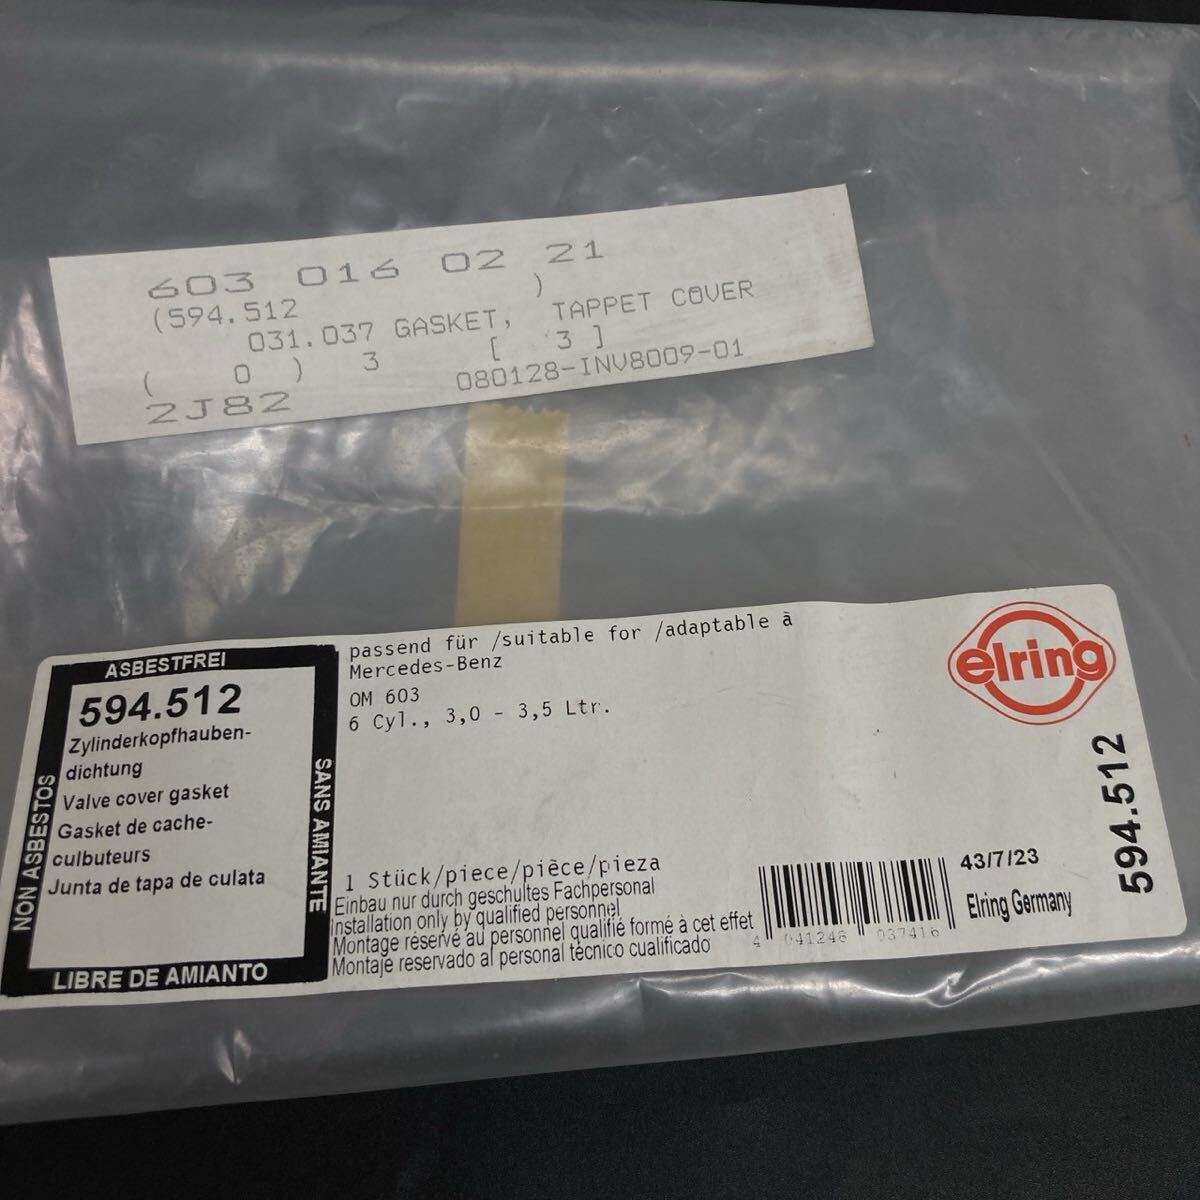 603 016 02 21
(594.512 )
031.037 GASKET, TAPPET COVER
( 0 ) 3 [ 3 ]
2J82 080128-INV8009-01
ASBESTFREI
594.512
Zylinderkopfhauben-
dichtung
Valve cover gasket
Gasket de cache-
culbuteurs
Junta de tapa de culata
NON ASBESTOS
SANS AMIANTE
LIBRE DE AMIANTO
passend für /suitable for /adaptable à
Mercedes-Benz
OM 603
6 Cyl., 3,0 - 3,5 Ltr.
1 Stück/piece/pièce/pieza
Einbau nur durch geschultes Fachpersonal
Installation only by qualified personnel
Montage réservé au personnel qualifié formé à cet effet
Montaje reservado al personal técnico cualificado
4 041248 037416
43/7/23
Elring Germany
elring
594.512